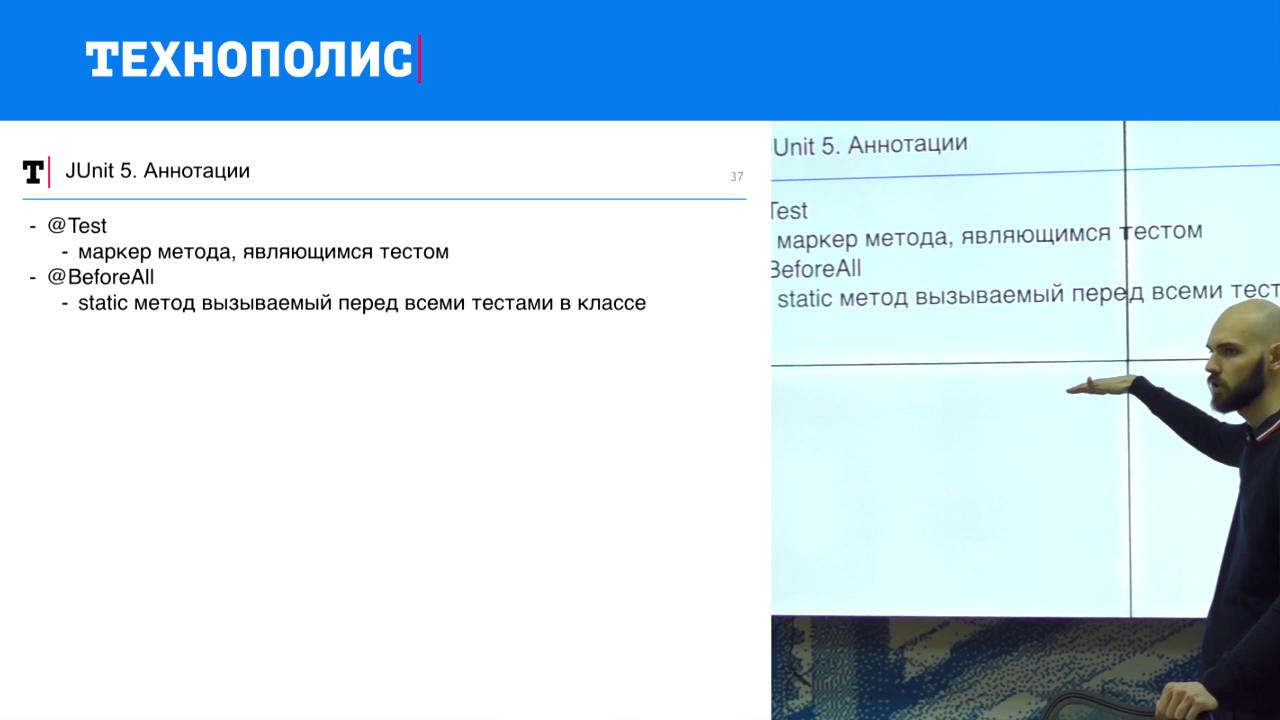 ТЕХНОПОЛИС
T JUnit 5. Аннотации
37
- @Test
- маркер метода, являющимся тестом
- @BeforeAll
- static метод вызываемый перед всеми тестами в классе
Unit 5. Аннотации
Test
маркер метода, являющимся тестом
BeforeAll
static метод вызываемый перед всеми тест